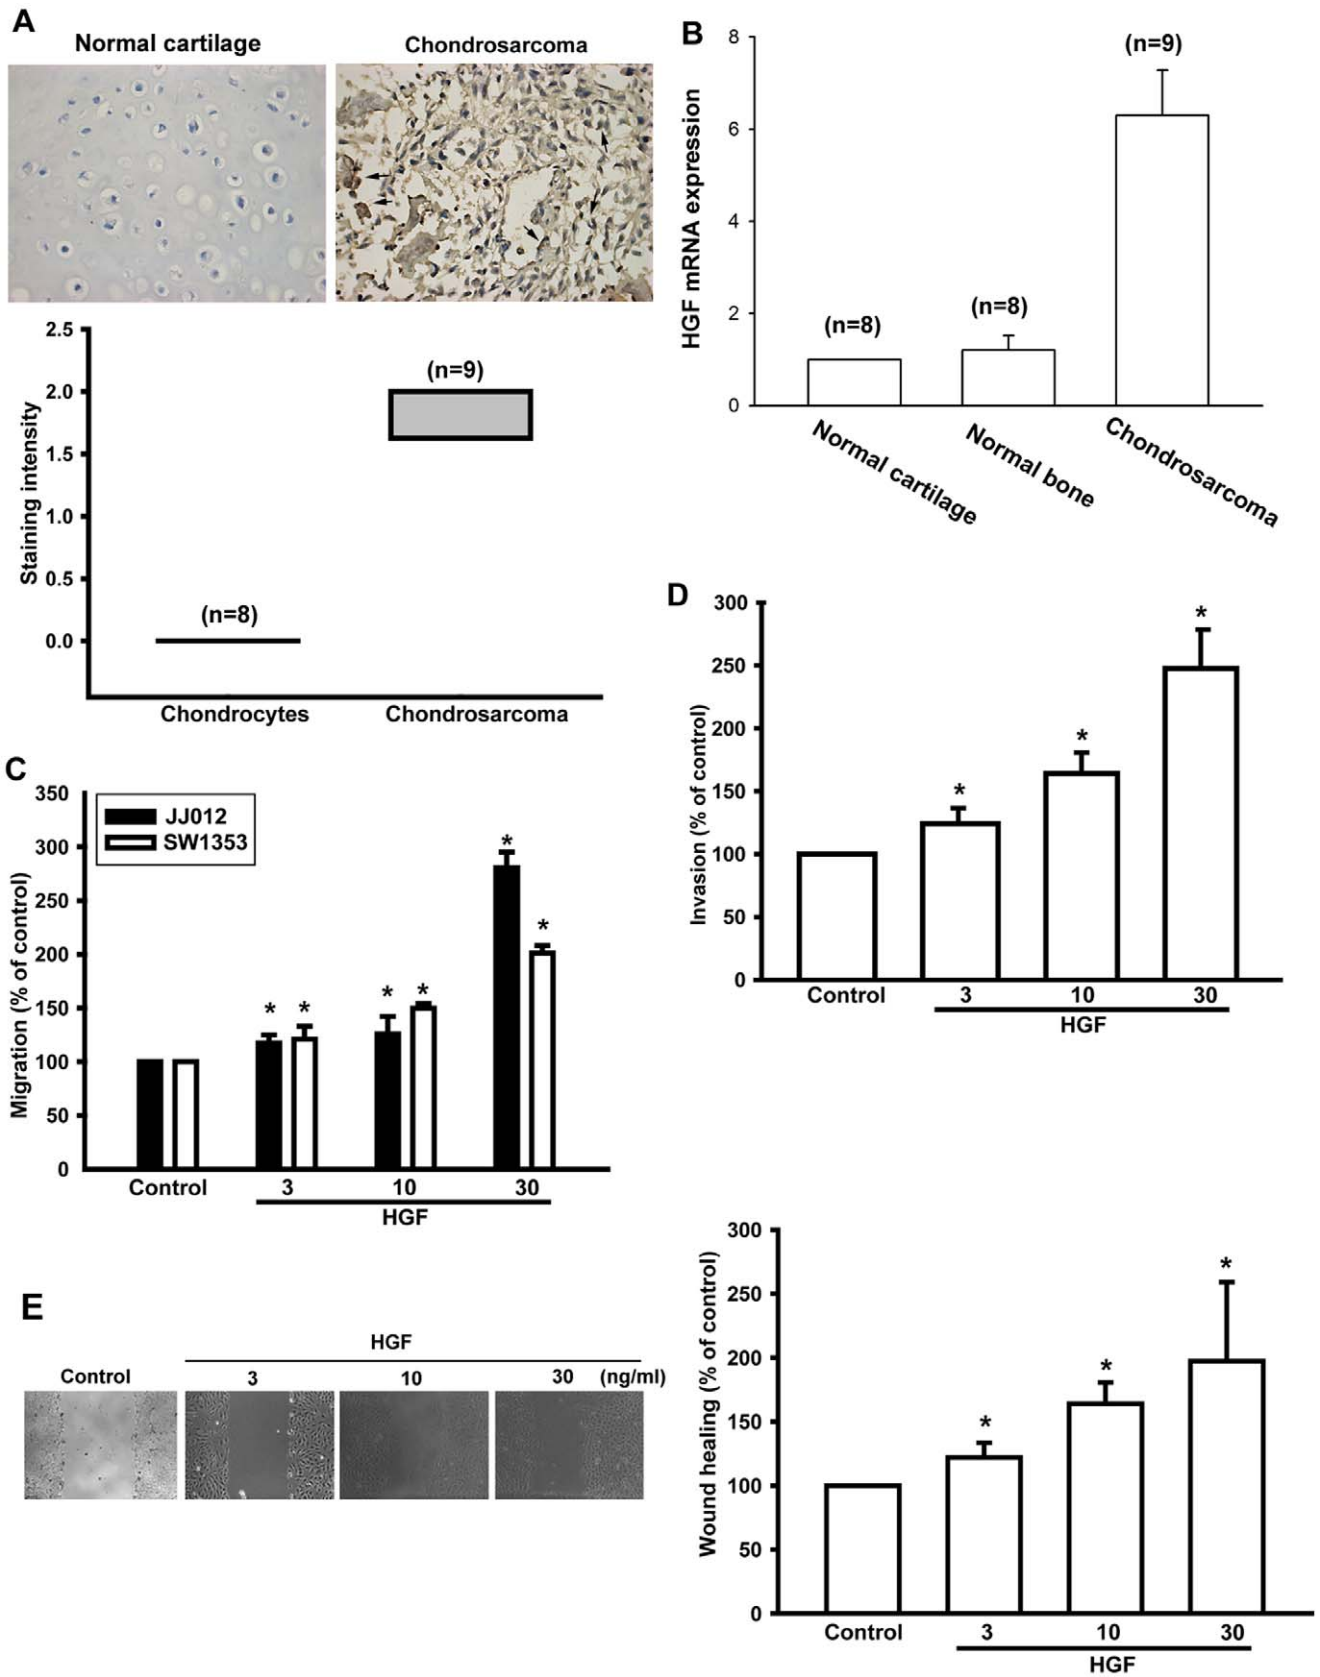 A
Normal cartilage
Chondrosarcoma
2.5
2.0
1.5
1.0
0.5
0.0
Staining intensity
(n=8)
(n=9)
Chondrocytes
Chondrosarcoma
B
8
6
4
2
0
HGF mRNA expression
(n=8)
(n=8)
(n=9)
Normal cartilage
Normal bone
Chondrosarcoma
C
350
300
250
200
150
100
50
0
Migration (% of control)
JJ012
SW1353
* * * * * *
Control 3 10 30
HGF
D
300
250
200
150
100
50
0
Invasion (% of control)
* * *
Control 3 10 30
HGF
E
HGF
Control 3 10 30 (ng/ml)
300
250
200
150
100
50
0
Wound healing (% of control)
* * *
Control 3 10 30
HGF